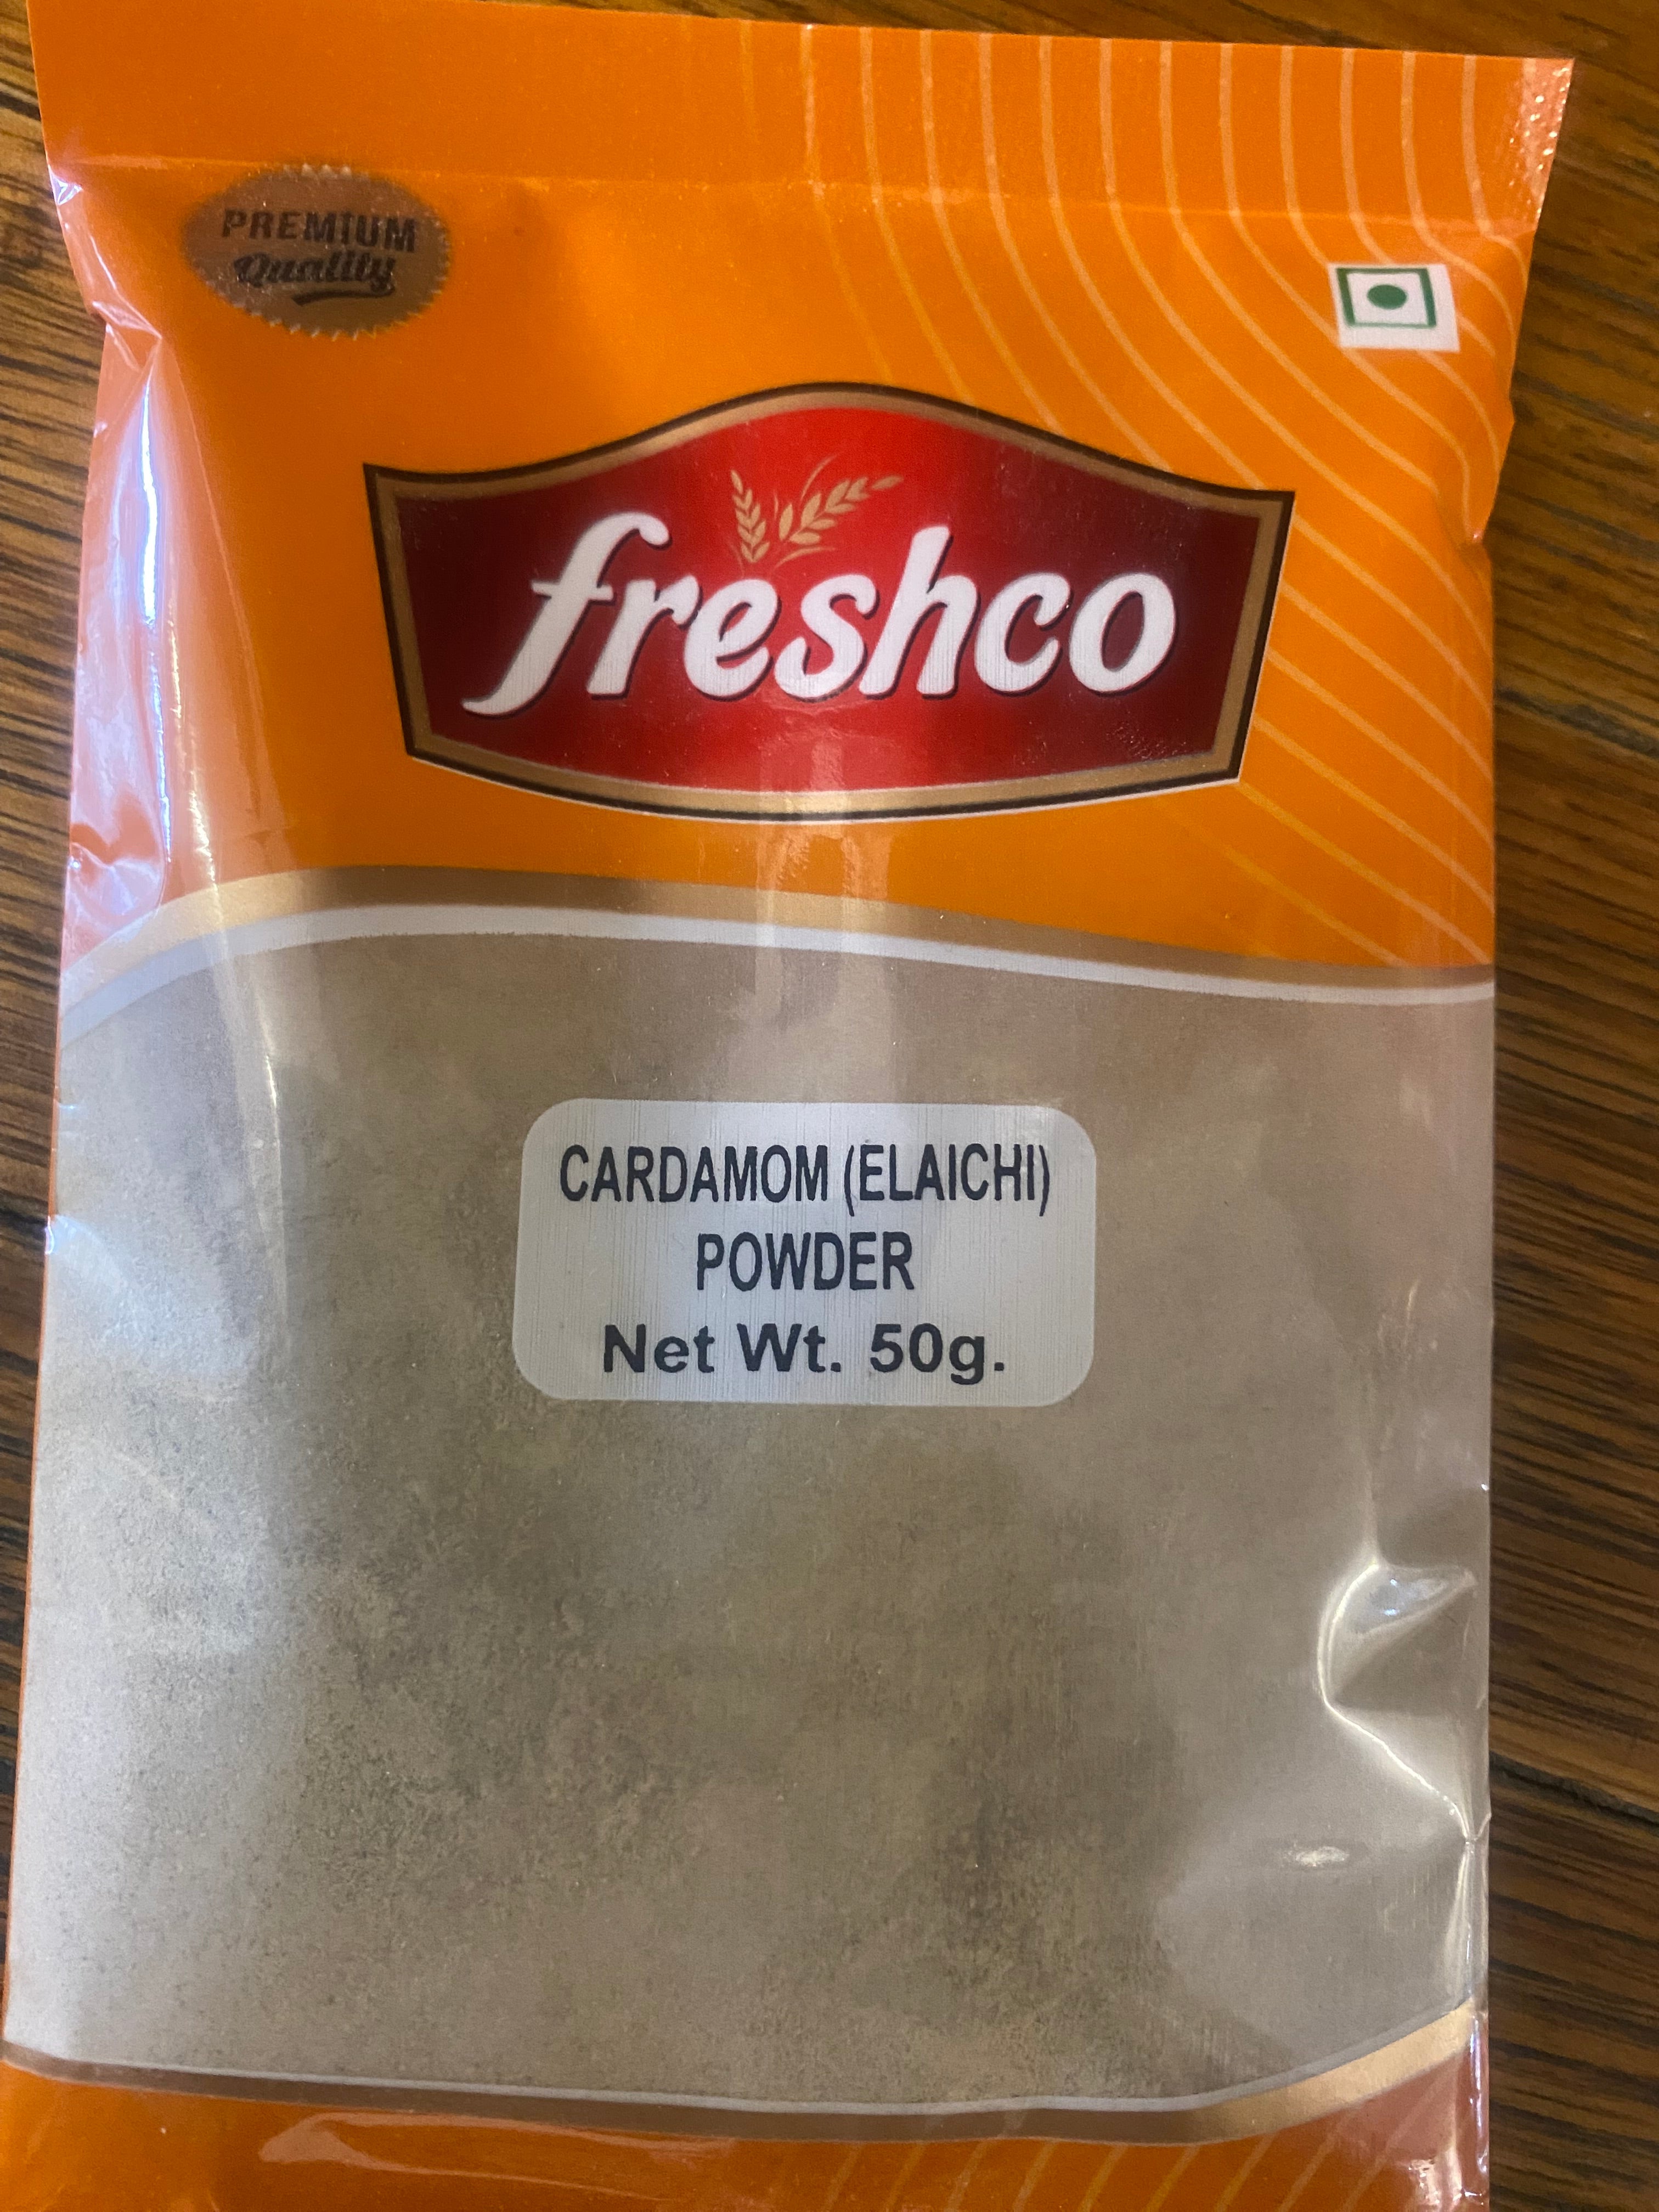 PREMIUM
Quality
freshco
CARDAMOM (ELAICHI)
POWDER
Net Wt. 50g.